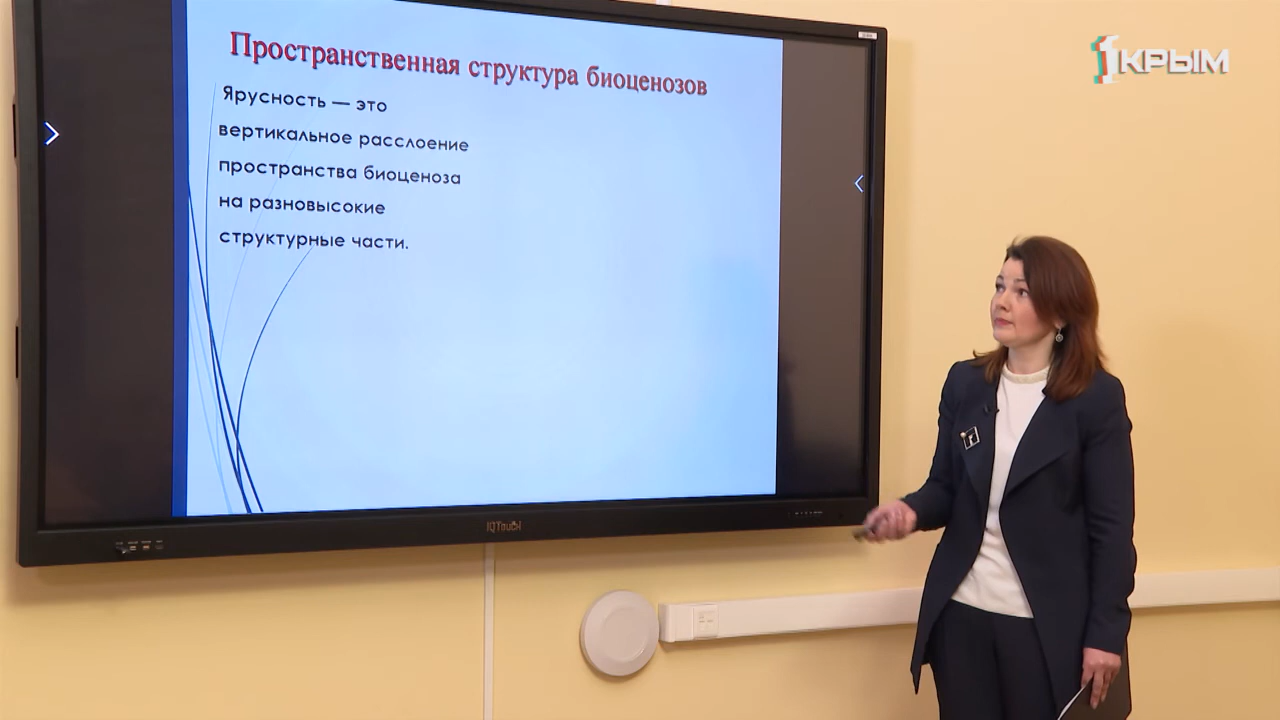 Пространственная структура биоценозов
Ярусность — это
вертикальное расслоение
пространства биоценоза
на разновысокие
структурные части.
1КРЫМ
IQTouch